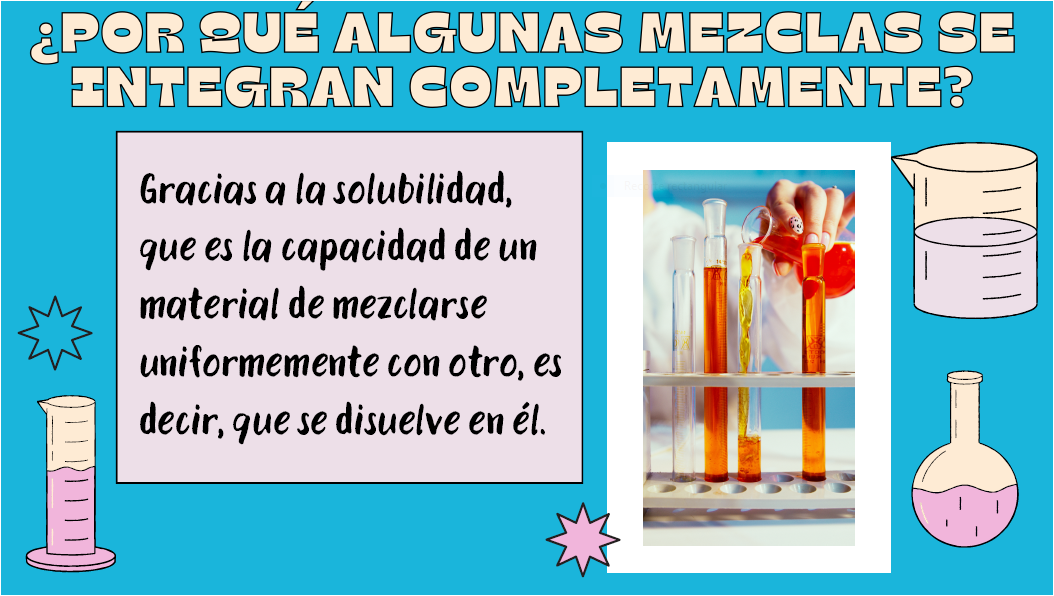 ¿POR QUÉ ALGUNAS MEZCLAS SE
INTEGRAN COMPLETAMENTE?
Gracias a la solubilidad,
que es la capacidad de un
material de mezclarse
uniformemente con otro, es
decir, que se disuelve en él.